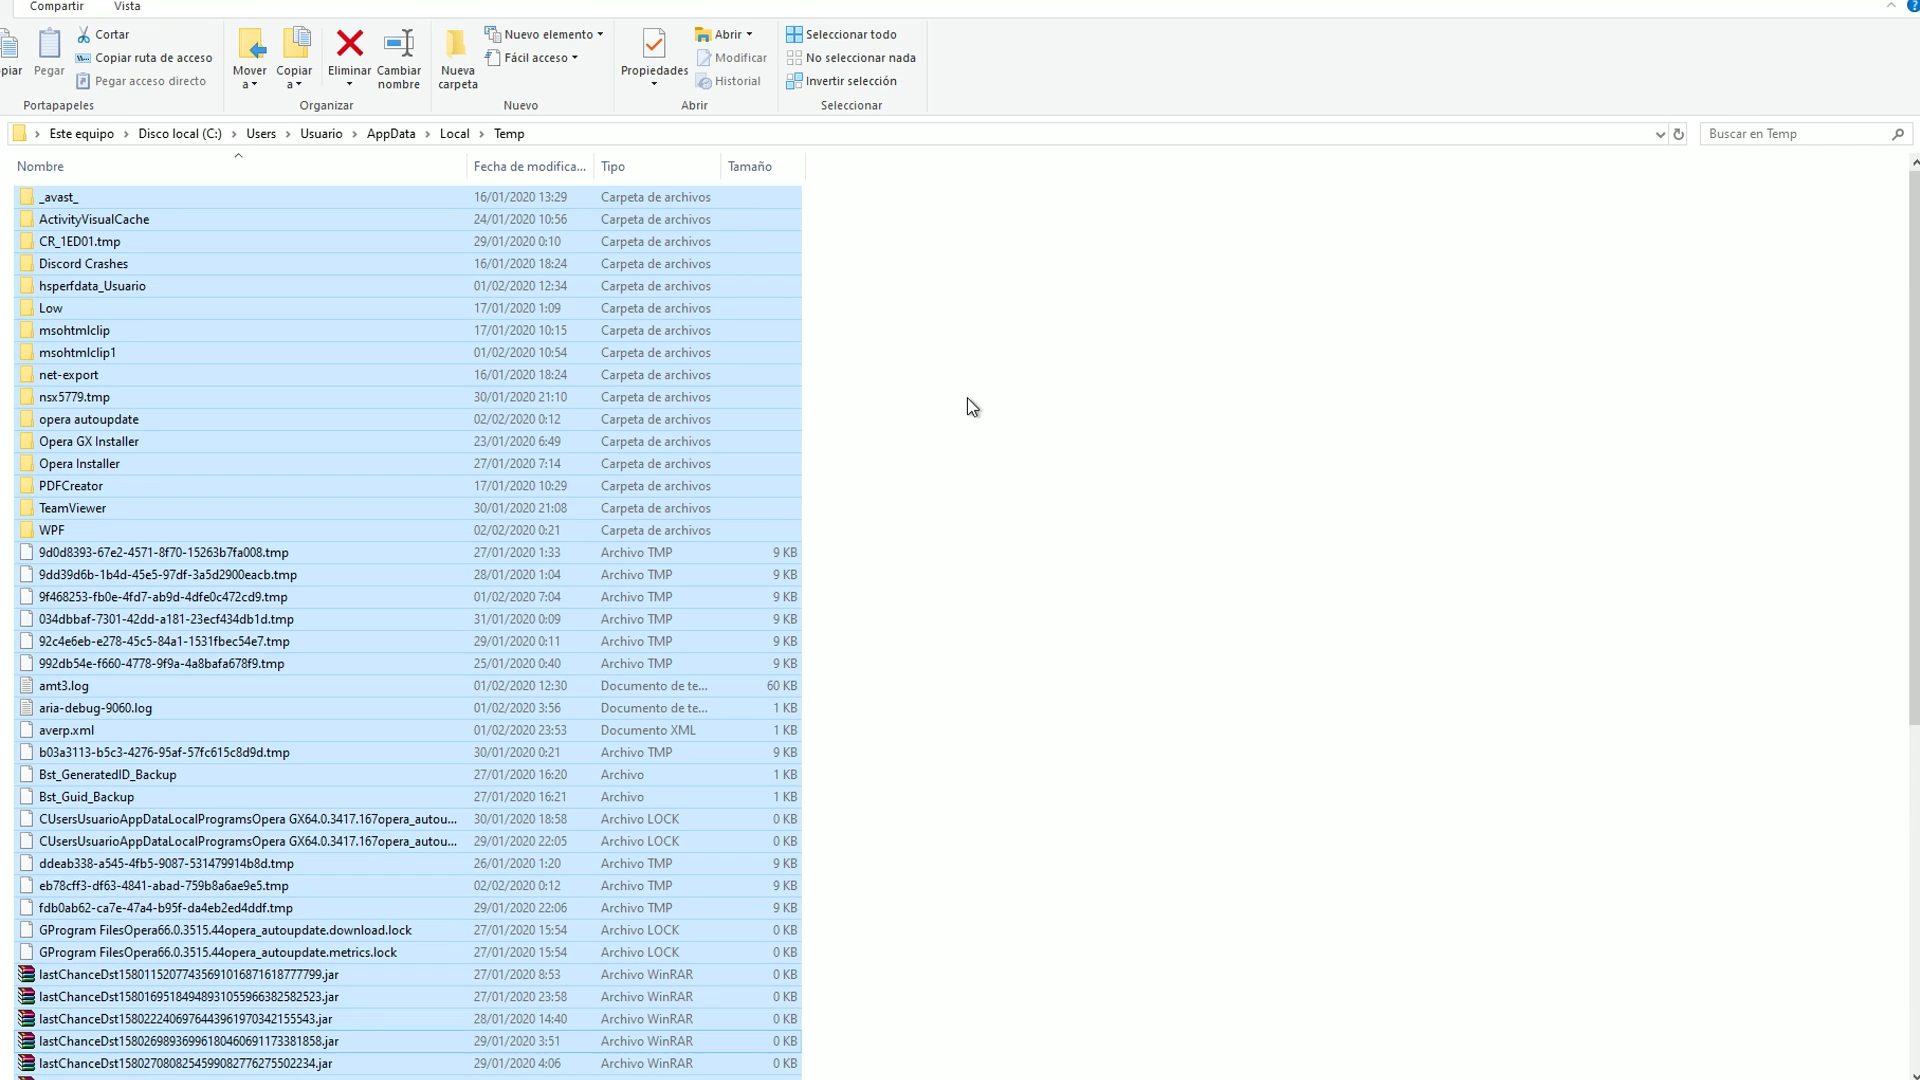 Compartir Vista
Cortar
Copiar ruta de acceso
Pegar acceso directo
Pegar
Portapapeles
Mover a
Copiar a
Eliminar
Cambiar nombre
Organizar
Nueva carpeta
Nuevo elemento
Fácil acceso
Nuevo
Propiedades
Abrir
Modificar
Historial
Abrir
Seleccionar todo
No seleccionar nada
Invertir selección
Seleccionar
Este equipo > Disco local (C:) > Users > Usuario > AppData > Local > Temp
Buscar en Temp
Nombre Fecha de modifica... Tipo Tamaño
_avast_ 16/01/2020 13:29 Carpeta de archivos
ActivityVisualCache 24/01/2020 10:56 Carpeta de archivos
CR_1ED01.tmp 29/01/2020 0:10 Carpeta de archivos
Discord Crashes 16/01/2020 18:24 Carpeta de archivos
hsperfdata_Usuario 01/02/2020 12:34 Carpeta de archivos
Low 17/01/2020 1:09 Carpeta de archivos
msohtmlclip 17/01/2020 10:15 Carpeta de archivos
msohtmlclip1 01/02/2020 10:54 Carpeta de archivos
net-export 16/01/2020 18:24 Carpeta de archivos
nsx5779.tmp 30/01/2020 21:10 Carpeta de archivos
opera autoupdate 02/02/2020 0:12 Carpeta de archivos
Opera GX Installer 23/01/2020 6:49 Carpeta de archivos
Opera Installer 27/01/2020 7:14 Carpeta de archivos
PDFCreator 17/01/2020 10:29 Carpeta de archivos
TeamViewer 30/01/2020 21:08 Carpeta de archivos
WPF 02/02/2020 0:21 Carpeta de archivos
9d0d8393-67e2-4571-8f70-15263b7fa008.tmp 27/01/2020 1:33 Archivo TMP 9 KB
9dd39d6b-1b4d-45e5-97df-3a5d2900eacb.tmp 28/01/2020 1:04 Archivo TMP 9 KB
9f468253-fb0e-4fd7-ab9d-4dfe0c472cd9.tmp 01/02/2020 7:04 Archivo TMP 9 KB
034dbbaf-7301-42dd-a181-23ecf434db1d.tmp 31/01/2020 0:09 Archivo TMP 9 KB
92c4e6eb-e278-45c5-84a1-1531fbec54e7.tmp 29/01/2020 0:11 Archivo TMP 9 KB
992db54e-f660-4778-9f9a-4a8bafa678f9.tmp 25/01/2020 0:40 Archivo TMP 9 KB
amt3.log 01/02/2020 12:30 Documento de te... 60 KB
aria-debug-9060.log 01/02/2020 3:56 Documento de te... 1 KB
averp.xml 01/02/2020 23:53 Documento XML 1 KB
b03a3113-b5c3-4276-95af-57fc615c8d9d.tmp 30/01/2020 0:21 Archivo TMP 9 KB
Bst_GeneratedID_Backup 27/01/2020 16:20 Archivo 1 KB
Bst_Guid_Backup 27/01/2020 16:21 Archivo 1 KB
CUsersUsuarioAppDataLocalProgramsOpera GX64.0.3417.167opera_autou... 30/01/2020 18:58 Archivo LOCK 0 KB
CUsersUsuarioAppDataLocalProgramsOpera GX64.0.3417.167opera_autou... 29/01/2020 22:05 Archivo LOCK 0 KB
ddeab338-a545-4fb5-9087-531479914b8d.tmp 26/01/2020 1:20 Archivo TMP 9 KB
eb78cff3-df63-4841-abad-759b8a6ae9e5.tmp 02/02/2020 0:12 Archivo TMP 9 KB
fdb0ab62-ca7e-47a4-b95f-da4eb2ed4ddf.tmp 29/01/2020 22:06 Archivo TMP 9 KB
GProgram FilesOpera66.0.3515.44opera_autoupdate.download.lock 27/01/2020 15:54 Archivo LOCK 0 KB
GProgram FilesOpera66.0.3515.44opera_autoupdate.metrics.lock 27/01/2020 15:54 Archivo LOCK 0 KB
lastChanceDst15801152077435691016871618777799.jar 27/01/2020 8:53 Archivo WinRAR 0 KB
lastChanceDst15801695184948931055966382582523.jar 27/01/2020 23:58 Archivo WinRAR 0 KB
lastChanceDst1580222406976443961970342155543.jar 28/01/2020 14:40 Archivo WinRAR 0 KB
lastChanceDst15802698936996180460691173381858.jar 29/01/2020 3:51 Archivo WinRAR 0 KB
lastChanceDst1580270808254599082776275502234.jar 29/01/2020 4:06 Archivo WinRAR 0 KB